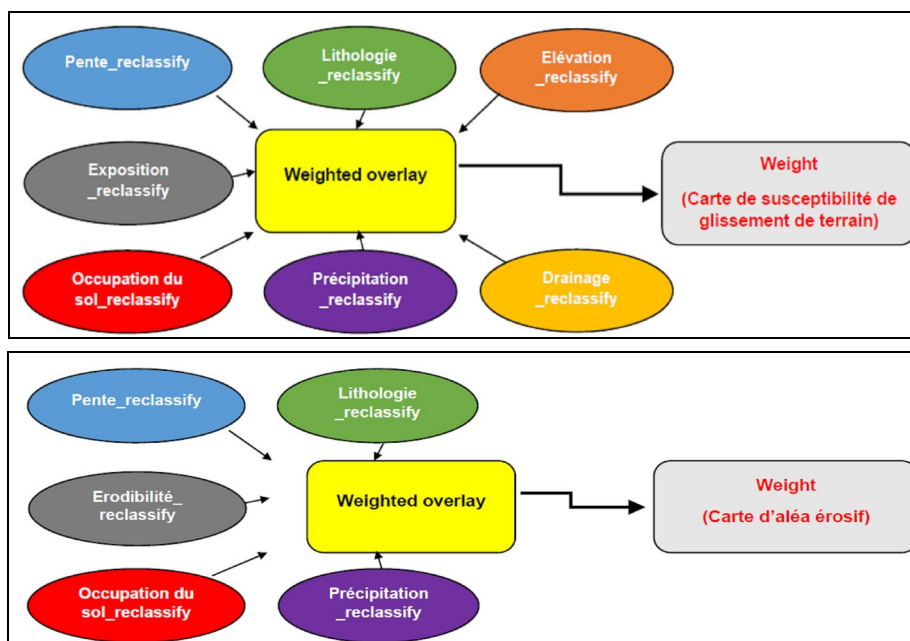 Pente_reclassify
Lithologie
_reclassify
Elévation
_reclassify
Exposition
_reclassify
Weighted overlay
Weight
(Carte de susceptibilité de
glissement de terrain)
Occupation du
sol_reclassify
Précipitation
_reclassify
Drainage
_reclassify
Pente_reclassify
Lithologie
_reclassify
Erodibilité_
reclassify
Weighted overlay
Weight
(Carte d'aléa érosif)
Occupation du
sol_reclassify
Précipitation
_reclassify